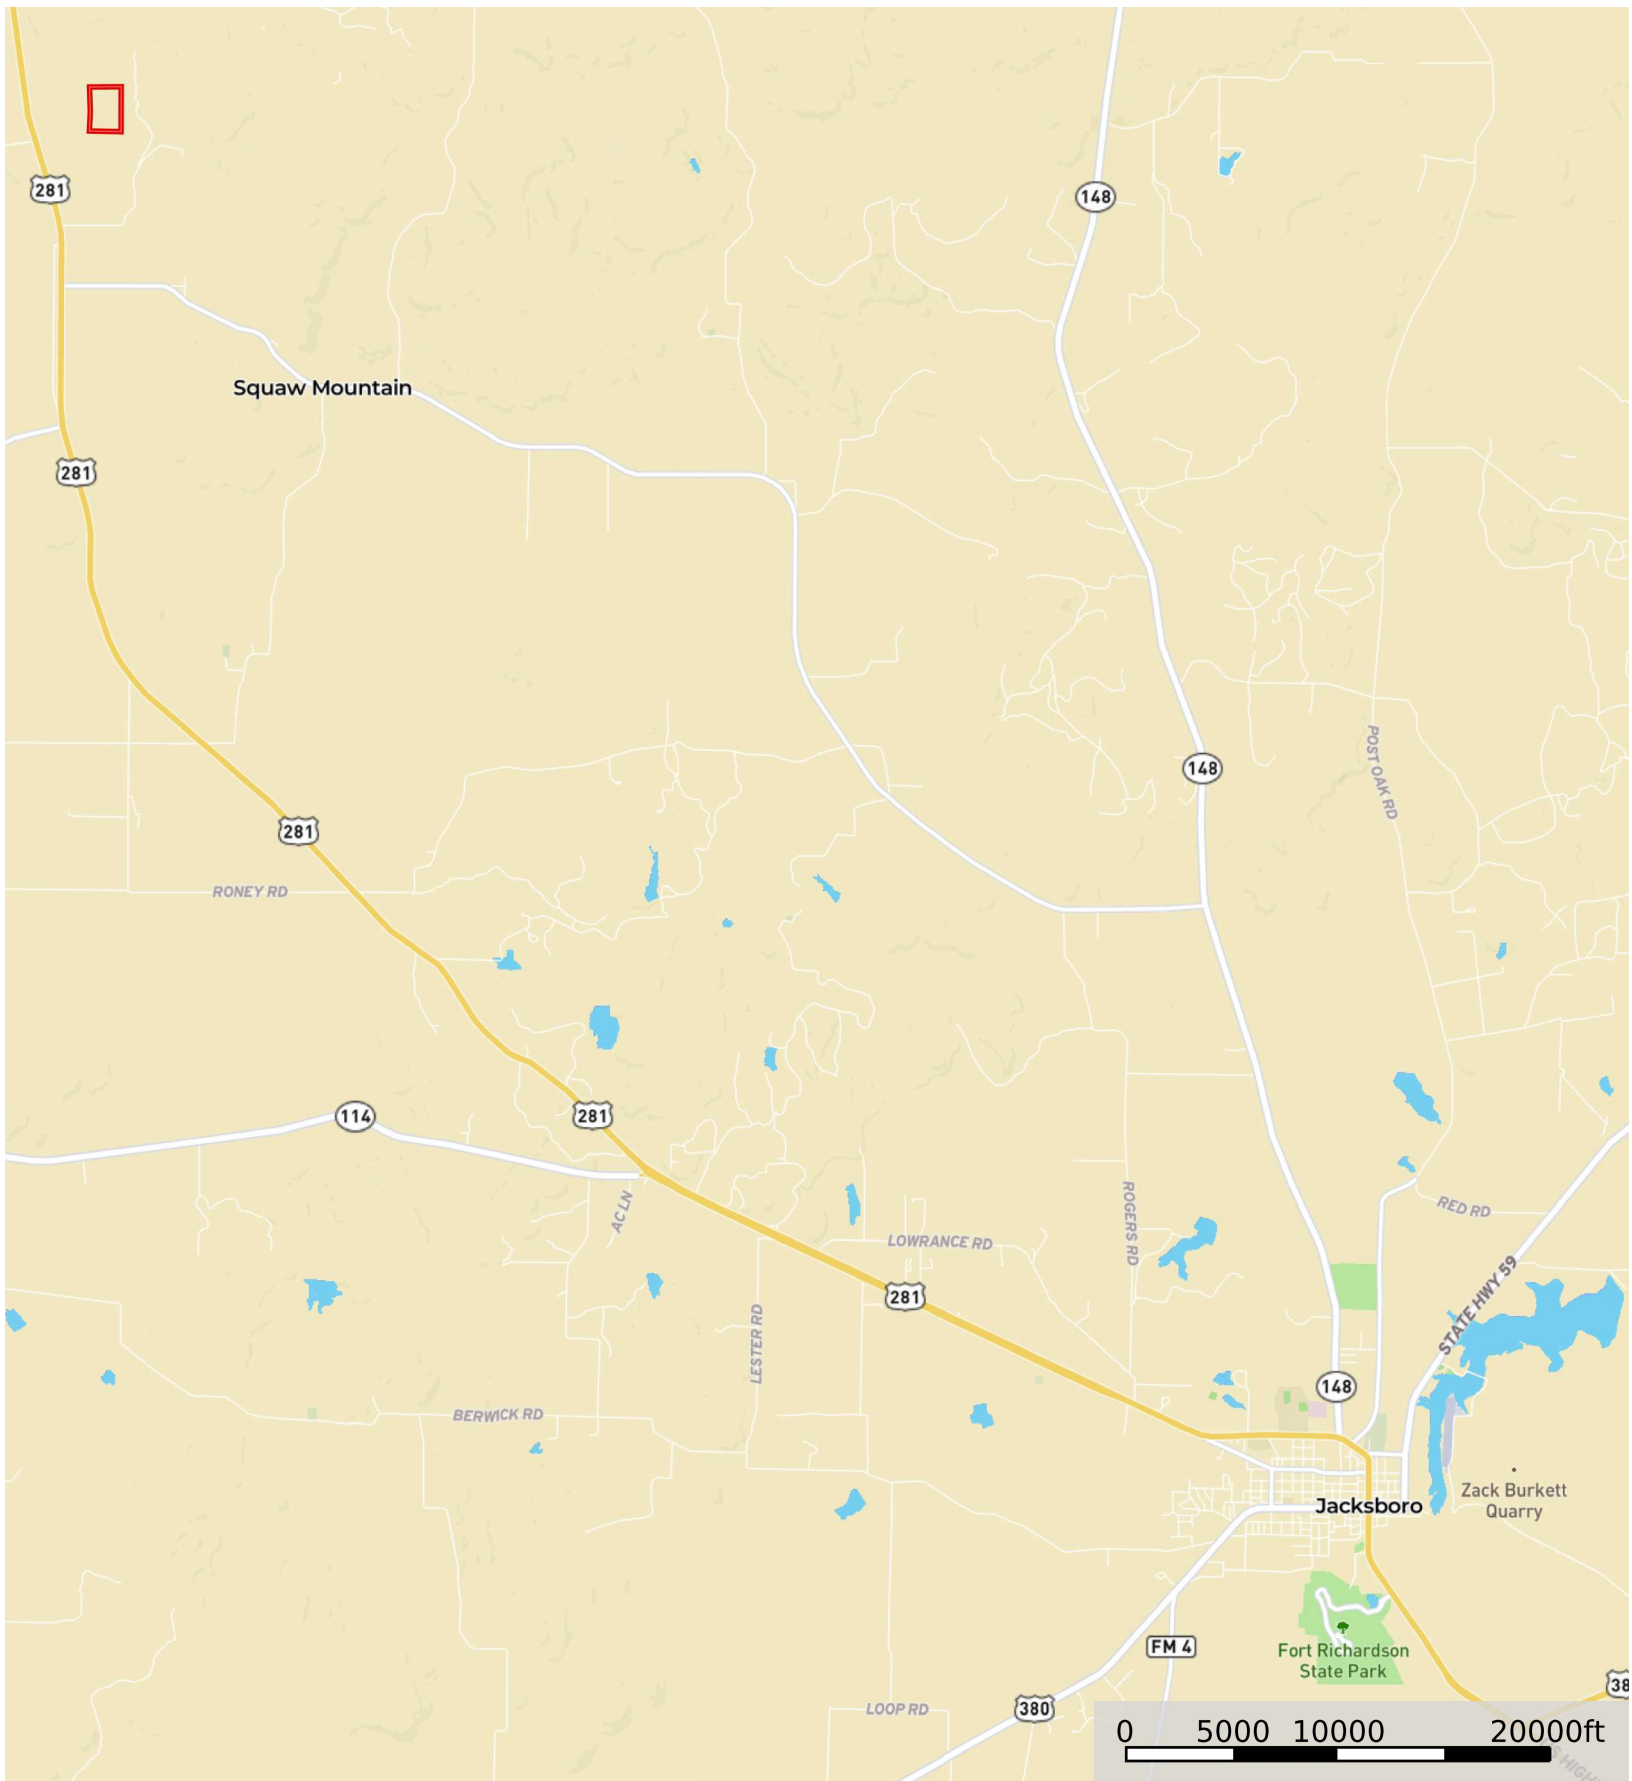 281
148
Squaw Mountain
281
POST OAK RD
148
281
RONEY RD
114
281
AC LN
ROGERS RD
RED RD
LOWRANCE RD
STATE HWY 59
281
LESTER RD
148
BERWICK RD
Zack Burkett
Quarry
Jacksboro
FM 4
Fort Richardson
State Park
38
LOOP RD
380
0 5000 10000 20000ft
S HIGH